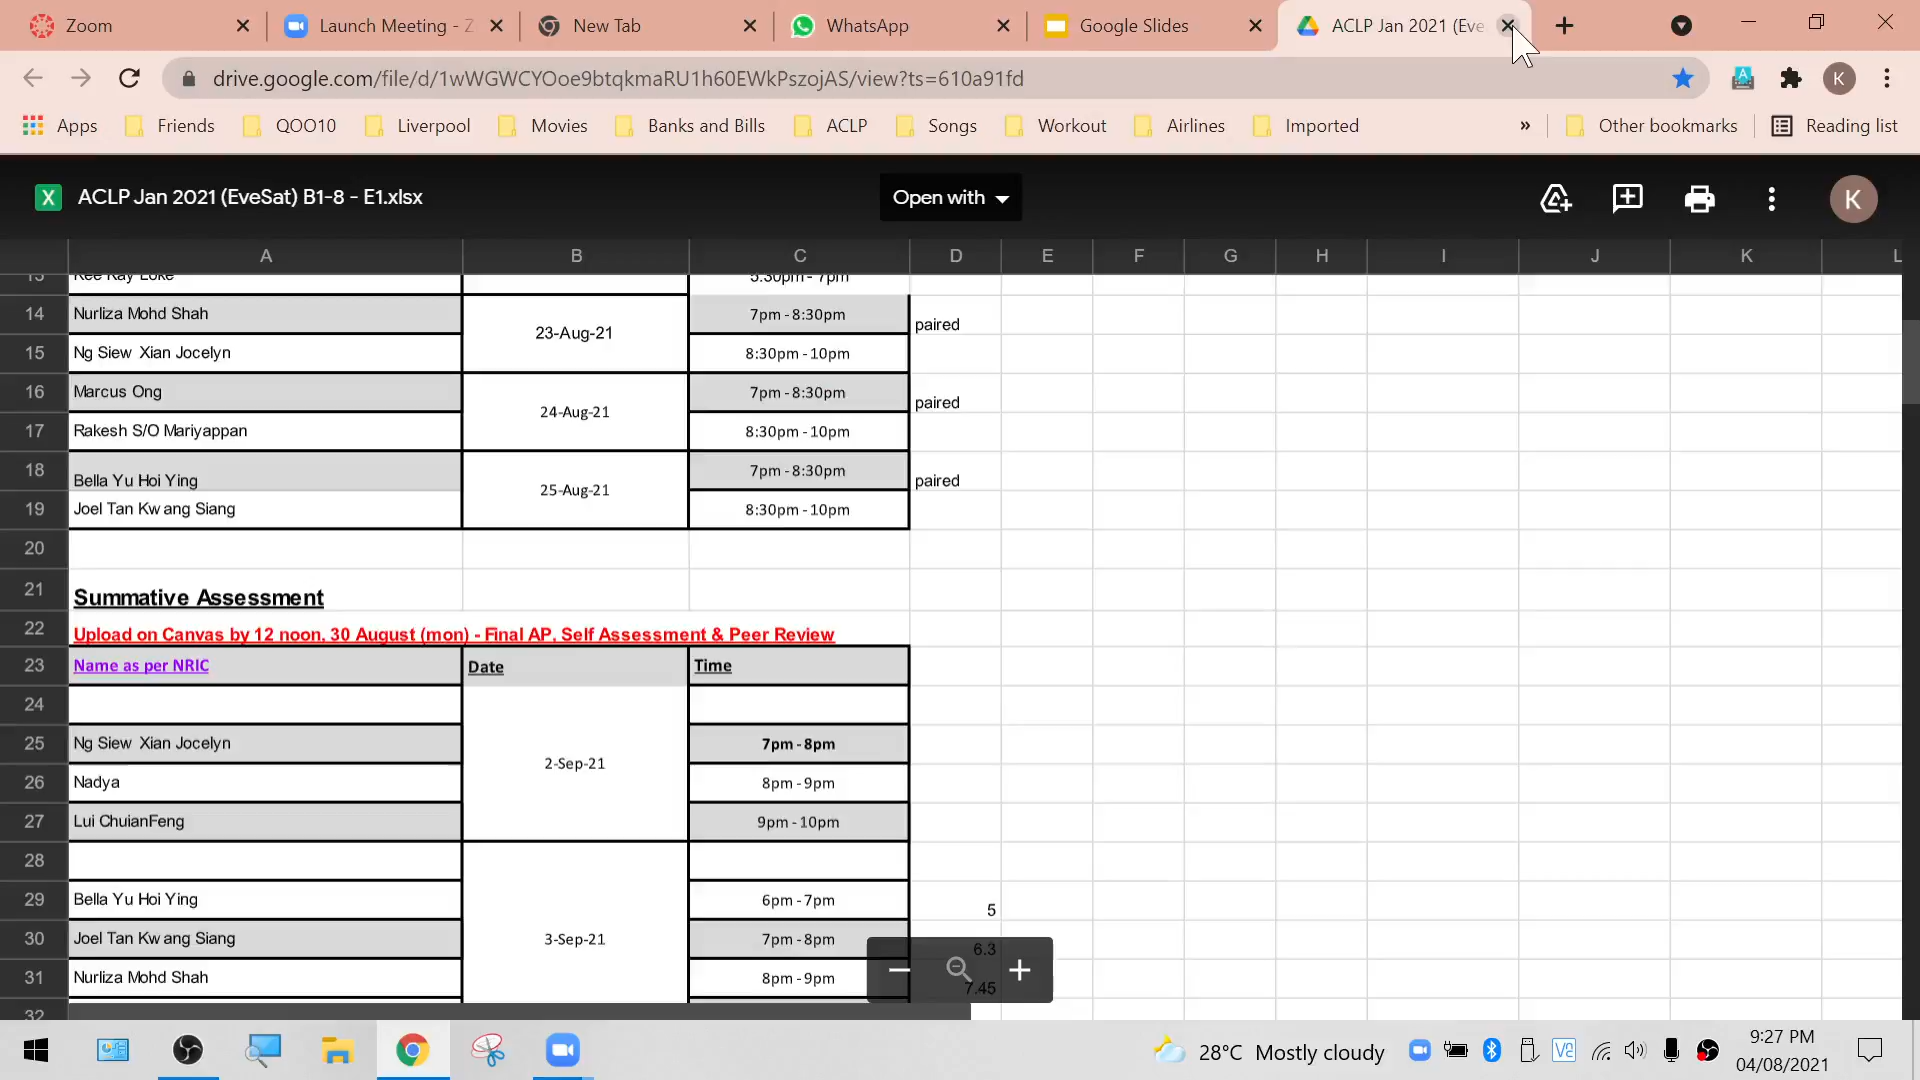 Zoom
Launch Meeting - Z
New Tab
WhatsApp
Google Slides
ACLP Jan 2021 (Eve
drive.google.com/file/d/1wWGWCYOoe9btqkmaRU1h60EWkPszojAS/view?ts=610a91fd
K
Apps
Friends
QOO10
Liverpool
Movies
Banks and Bills
ACLP
Songs
Workout
Airlines
Imported
»
Other bookmarks
Reading list
X
ACLP Jan 2021 (EveSat) B1-8 - E1.xlsx
Open with
K
A B C D E F G H I J K L
13 Kee Kay Loke 5:30pm - 7pm
14 Nurliza Mohd Shah 23-Aug-21 7pm - 8:30pm paired
15 Ng Siew Xian Jocelyn 8:30pm - 10pm
16 Marcus Ong 24-Aug-21 7pm - 8:30pm paired
17 Rakesh S/O Mariyappan 8:30pm - 10pm
18 Bella Yu Hoi Ying 25-Aug-21 7pm - 8:30pm paired
19 Joel Tan Kwang Siang 8:30pm - 10pm
20
21 Summative Assessment
22 Upload on Canvas by 12 noon, 30 August (mon) - Final AP, Self Assessment & Peer Review
23 Name as per NRIC Date Time
24
25 Ng Siew Xian Jocelyn 2-Sep-21 7pm - 8pm
26 Nadya 8pm - 9pm
27 Lui ChuianFeng 9pm - 10pm
28
29 Bella Yu Hoi Ying 6pm - 7pm 5
30 Joel Tan Kwang Siang 3-Sep-21 7pm - 8pm 6.3
31 Nurliza Mohd Shah 8pm - 9pm 7.45
32
28°C Mostly cloudy
9:27 PM
04/08/2021